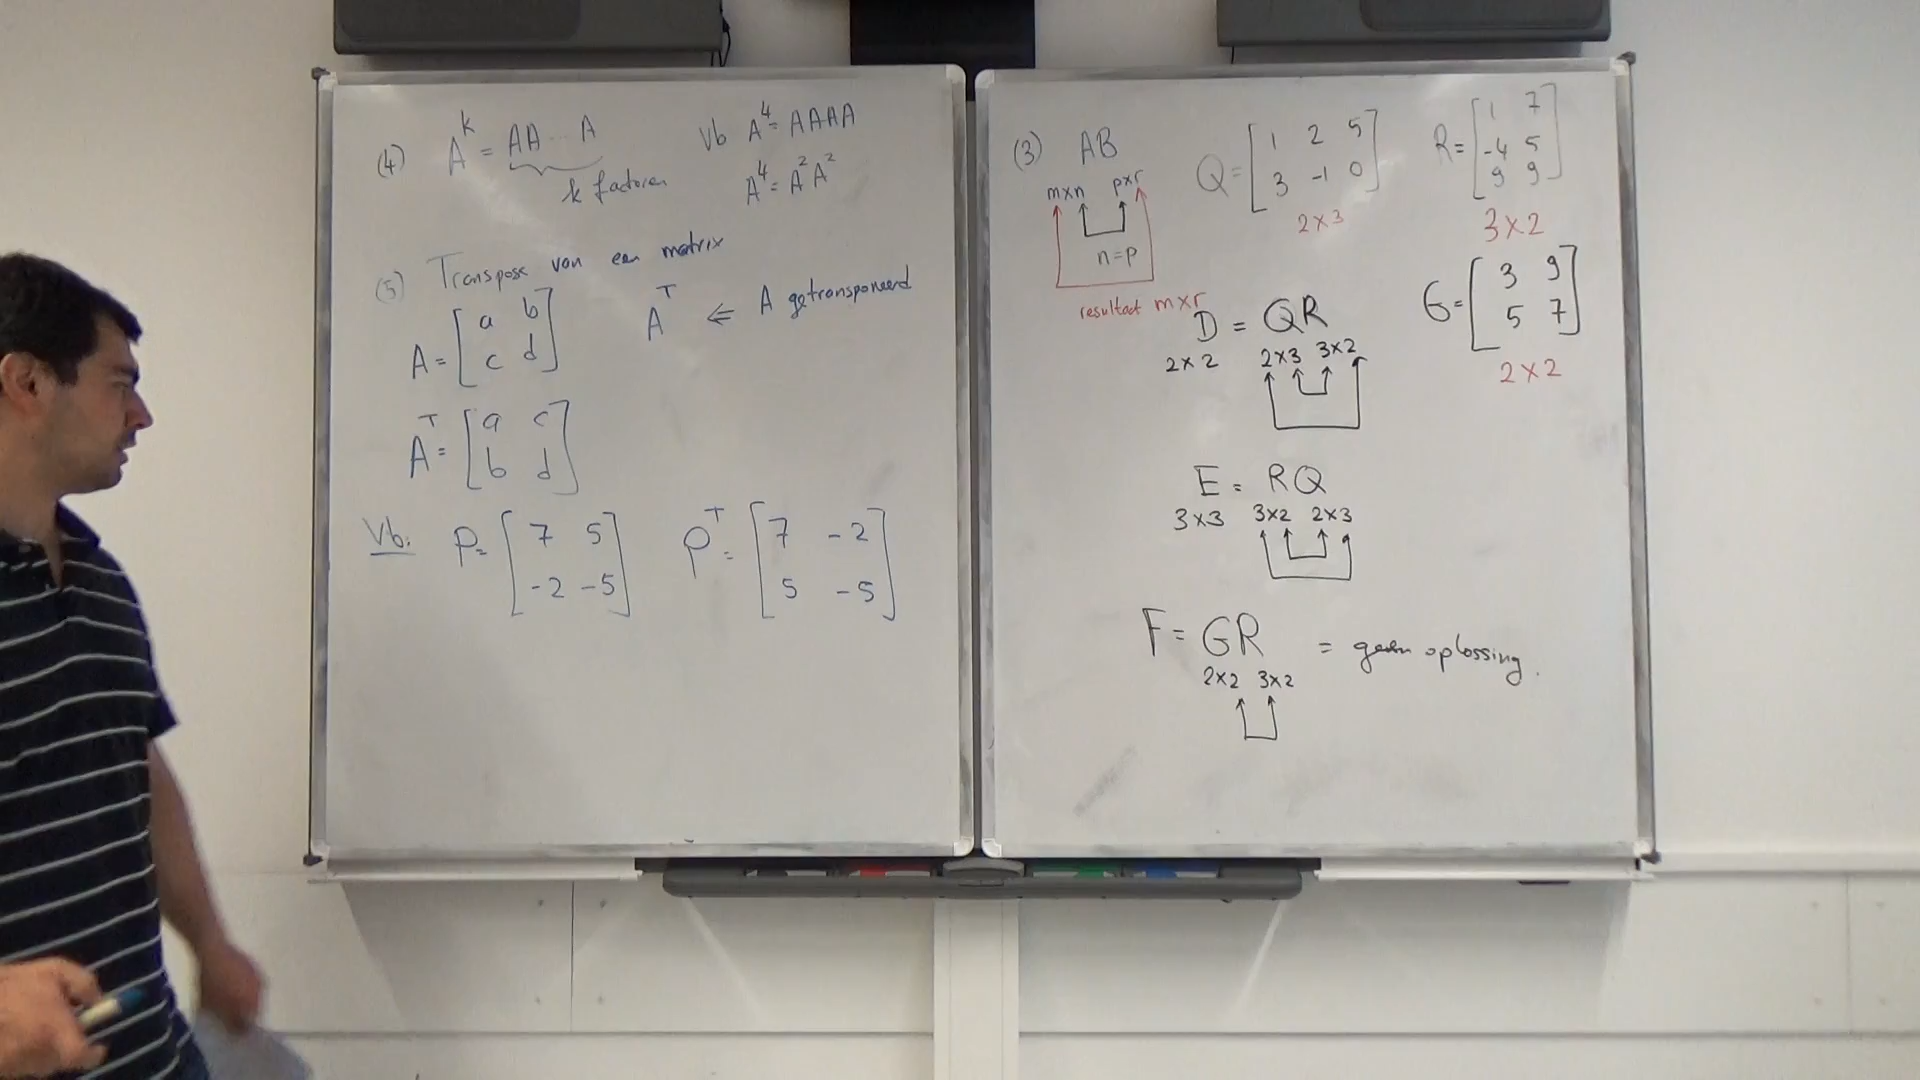 (4) A^k = AA...A
k factoren
Vb A^4 = AAAA
A^4 = A^2 A^2
(5) Transpose van een matrix
A = [a b
c d]
A^T ⇐ A getransponeerd
A^T = [a c
b d]
Vb: P = [7 5
-2 -5]
P^T = [7 -2
5 -5]
(3) AB
m×n p×r
n=p
resultaat m×r
Q = [1 2 5
3 -1 0]
2×3
R = [1 7
-4 5
9 9]
3×2
G = [3 9
5 7]
2×2
D = QR
2×2 2×3 3×2
E = RQ
3×3 3×2 2×3
F = GR = geen oplossing.
2×2 3×2